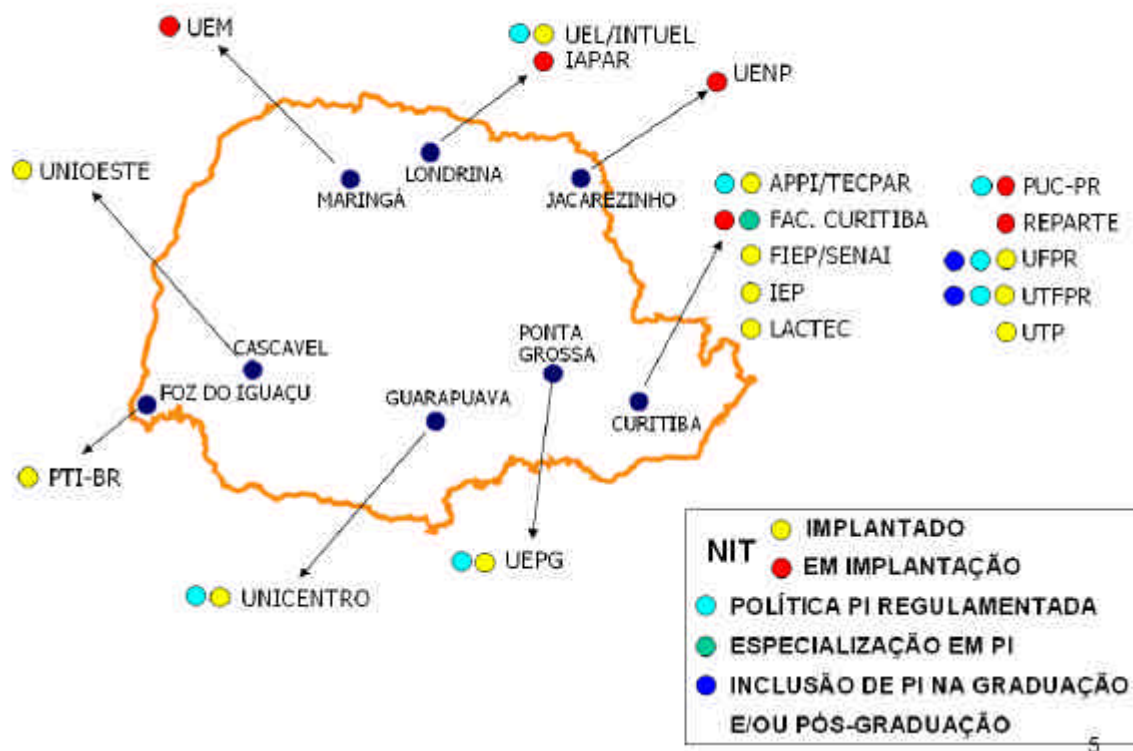 UEM
UEL/INTUEL
IAPAR
UENP
UNIOESTE
LONDRINA
MARINGÁ
JACAREZINHO
APPI/TECPAR
PUC-PR
FAC. CURITIBA
REPARTE
FIEP/SENAI
UFPR
IEP
UTFPR
LACTEC
UTP
CASCAVEL
PONTA
GROSSA
FOZ DO IGUAÇU
GUARAPUAVA
CURITIBA
PTI-BR
UEPG
UNICENTRO
NIT
IMPLANTADO
EM IMPLANTAÇÃO
POLÍTICA PI REGULAMENTADA
ESPECIALIZAÇÃO EM PI
INCLUSÃO DE PI NA GRADUAÇÃO
E/OU PÓS-GRADUAÇÃO
5